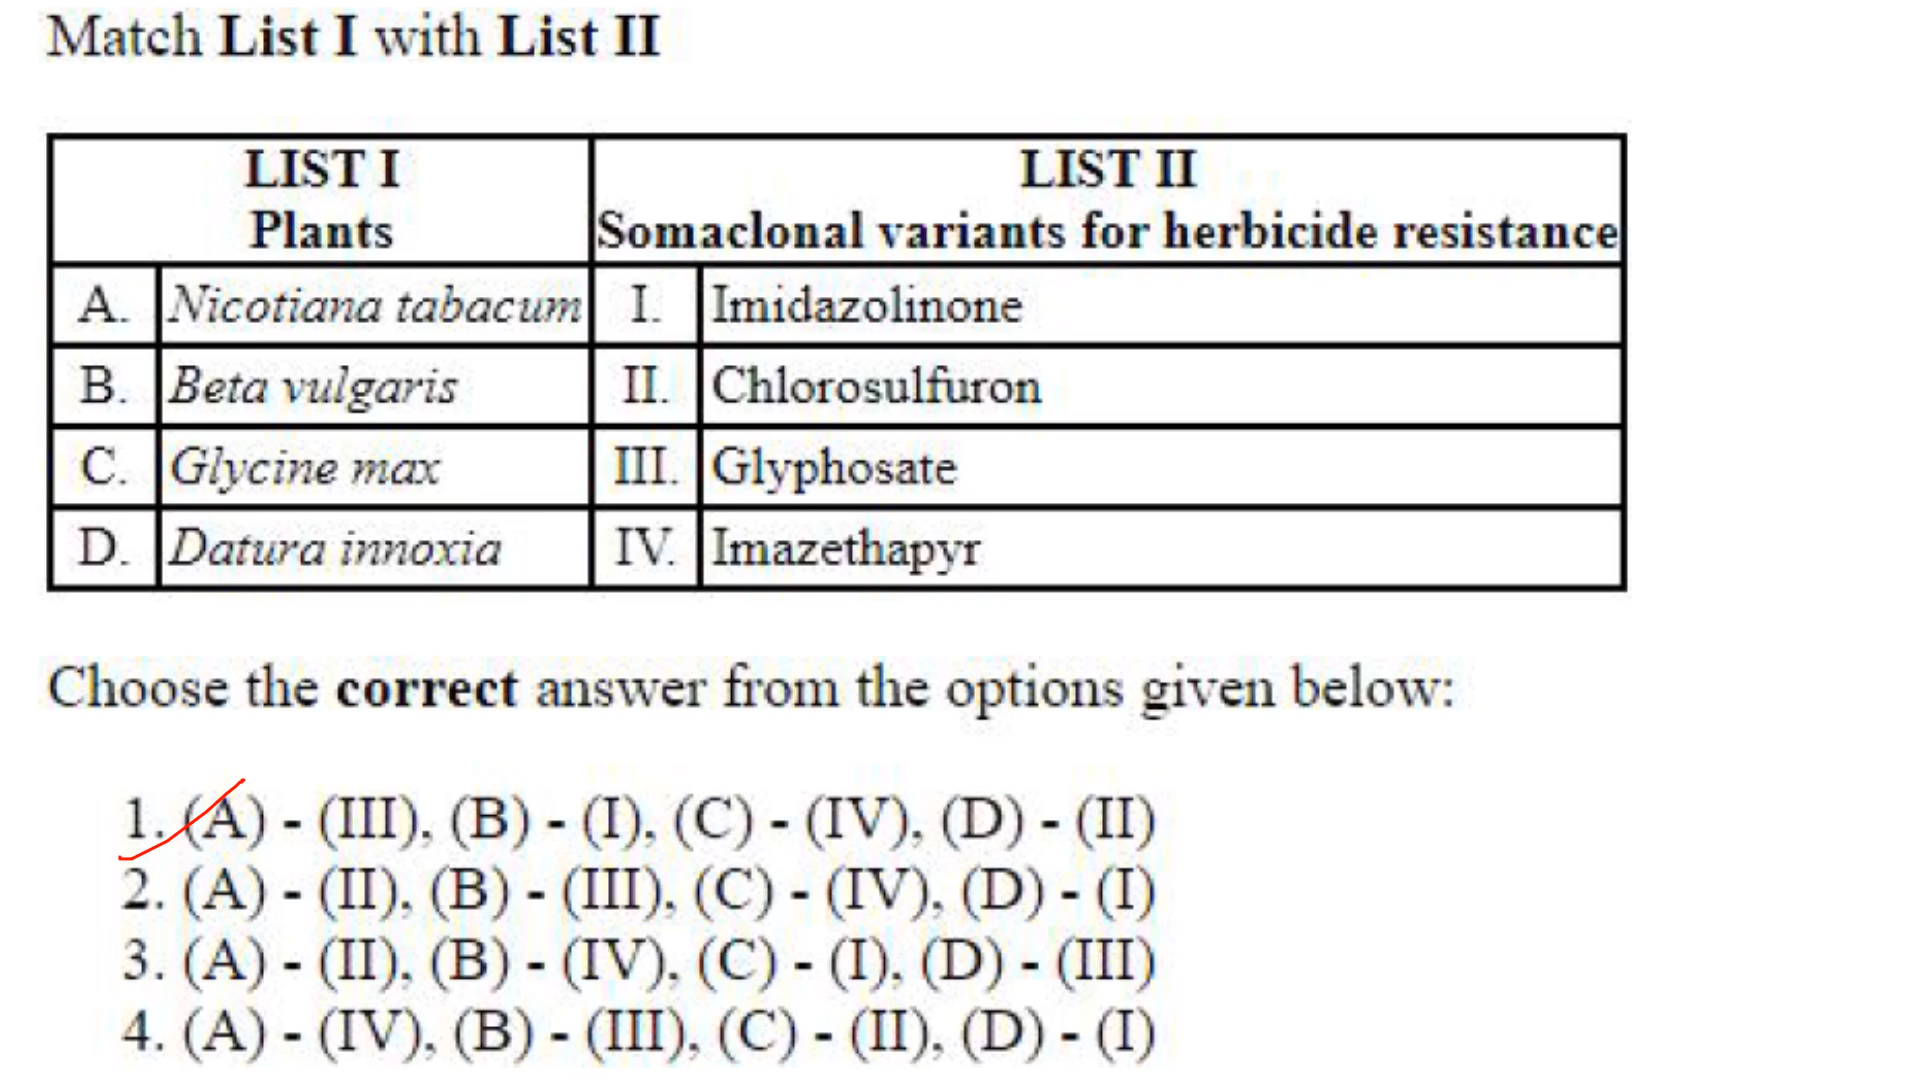 Match List I with List II
LIST I LIST II
Plants Somaclonal variants for herbicide resistance
A. Nicotiana tabacum I. Imidazolinone
B. Beta vulgaris II. Chlorosulfuron
C. Glycine max III. Glyphosate
D. Datura innoxia IV. Imazethapyr
Choose the correct answer from the options given below:
1. (A) - (III), (B) - (I), (C) - (IV), (D) - (II)
2. (A) - (II), (B) - (III), (C) - (IV), (D) - (I)
3. (A) - (II), (B) - (IV), (C) - (I), (D) - (III)
4. (A) - (IV), (B) - (III), (C) - (II), (D) - (I)